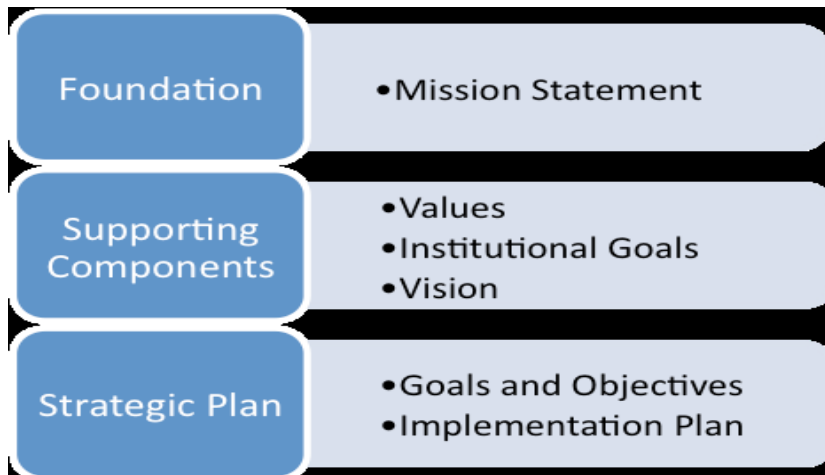 Foundation
•Mission Statement
Supporting
Components
•Values
•Institutional Goals
•Vision
Strategic Plan
•Goals and Objectives
•Implementation Plan